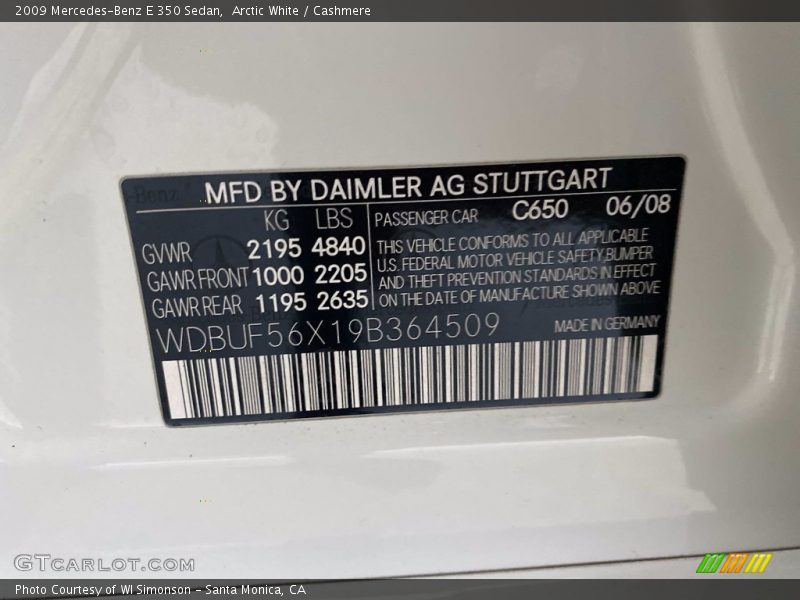 2009 Mercedes-Benz E 350 Sedan, Arctic White / Cashmere
MFD BY DAIMLER AG STUTTGART
KG LBS PASSENGER CAR C650 06/08
GVWR 2195 4840 THIS VEHICLE CONFORMS TO ALL APPLICABLE
U.S. FEDERAL MOTOR VEHICLE SAFETY, BUMPER
GAWR FRONT 1000 2205 AND THEFT PREVENTION STANDARDS IN EFFECT
GAWR REAR 1195 2635 ON THE DATE OF MANUFACTURE SHOWN ABOVE
WDBUF56X19B364509 MADE IN GERMANY
GTCARLOT.COM
Photo Courtesy of WI Simonson - Santa Monica, CA